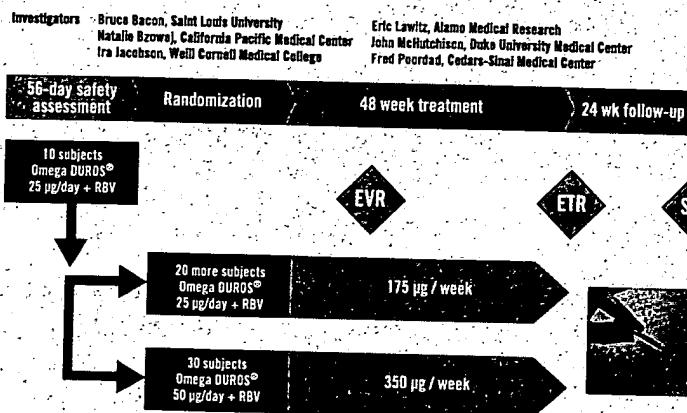 Investigators Bruce Bacon, Saint Louis University
Natalie Bzowej, California Pacific Medical Center
Ira Jacobson, Weill Cornell Medical College
Eric Lawitz, Alamo Medical Research
John McHutchison, Duke University Medical Center
Fred Poordad, Cedars-Sinai Medical Center
56-day safety
assessment
Randomization
48 week treatment
24 wk follow-up
10 subjects
Omega DUROS®
25 µg/day + RBV
EVR
ETR
S
20 more subjects
Omega DUROS®
25 µg/day + RBV
175 µg / week
30 subjects
Omega DUROS®
50 µg/day + RBV
350 µg / week